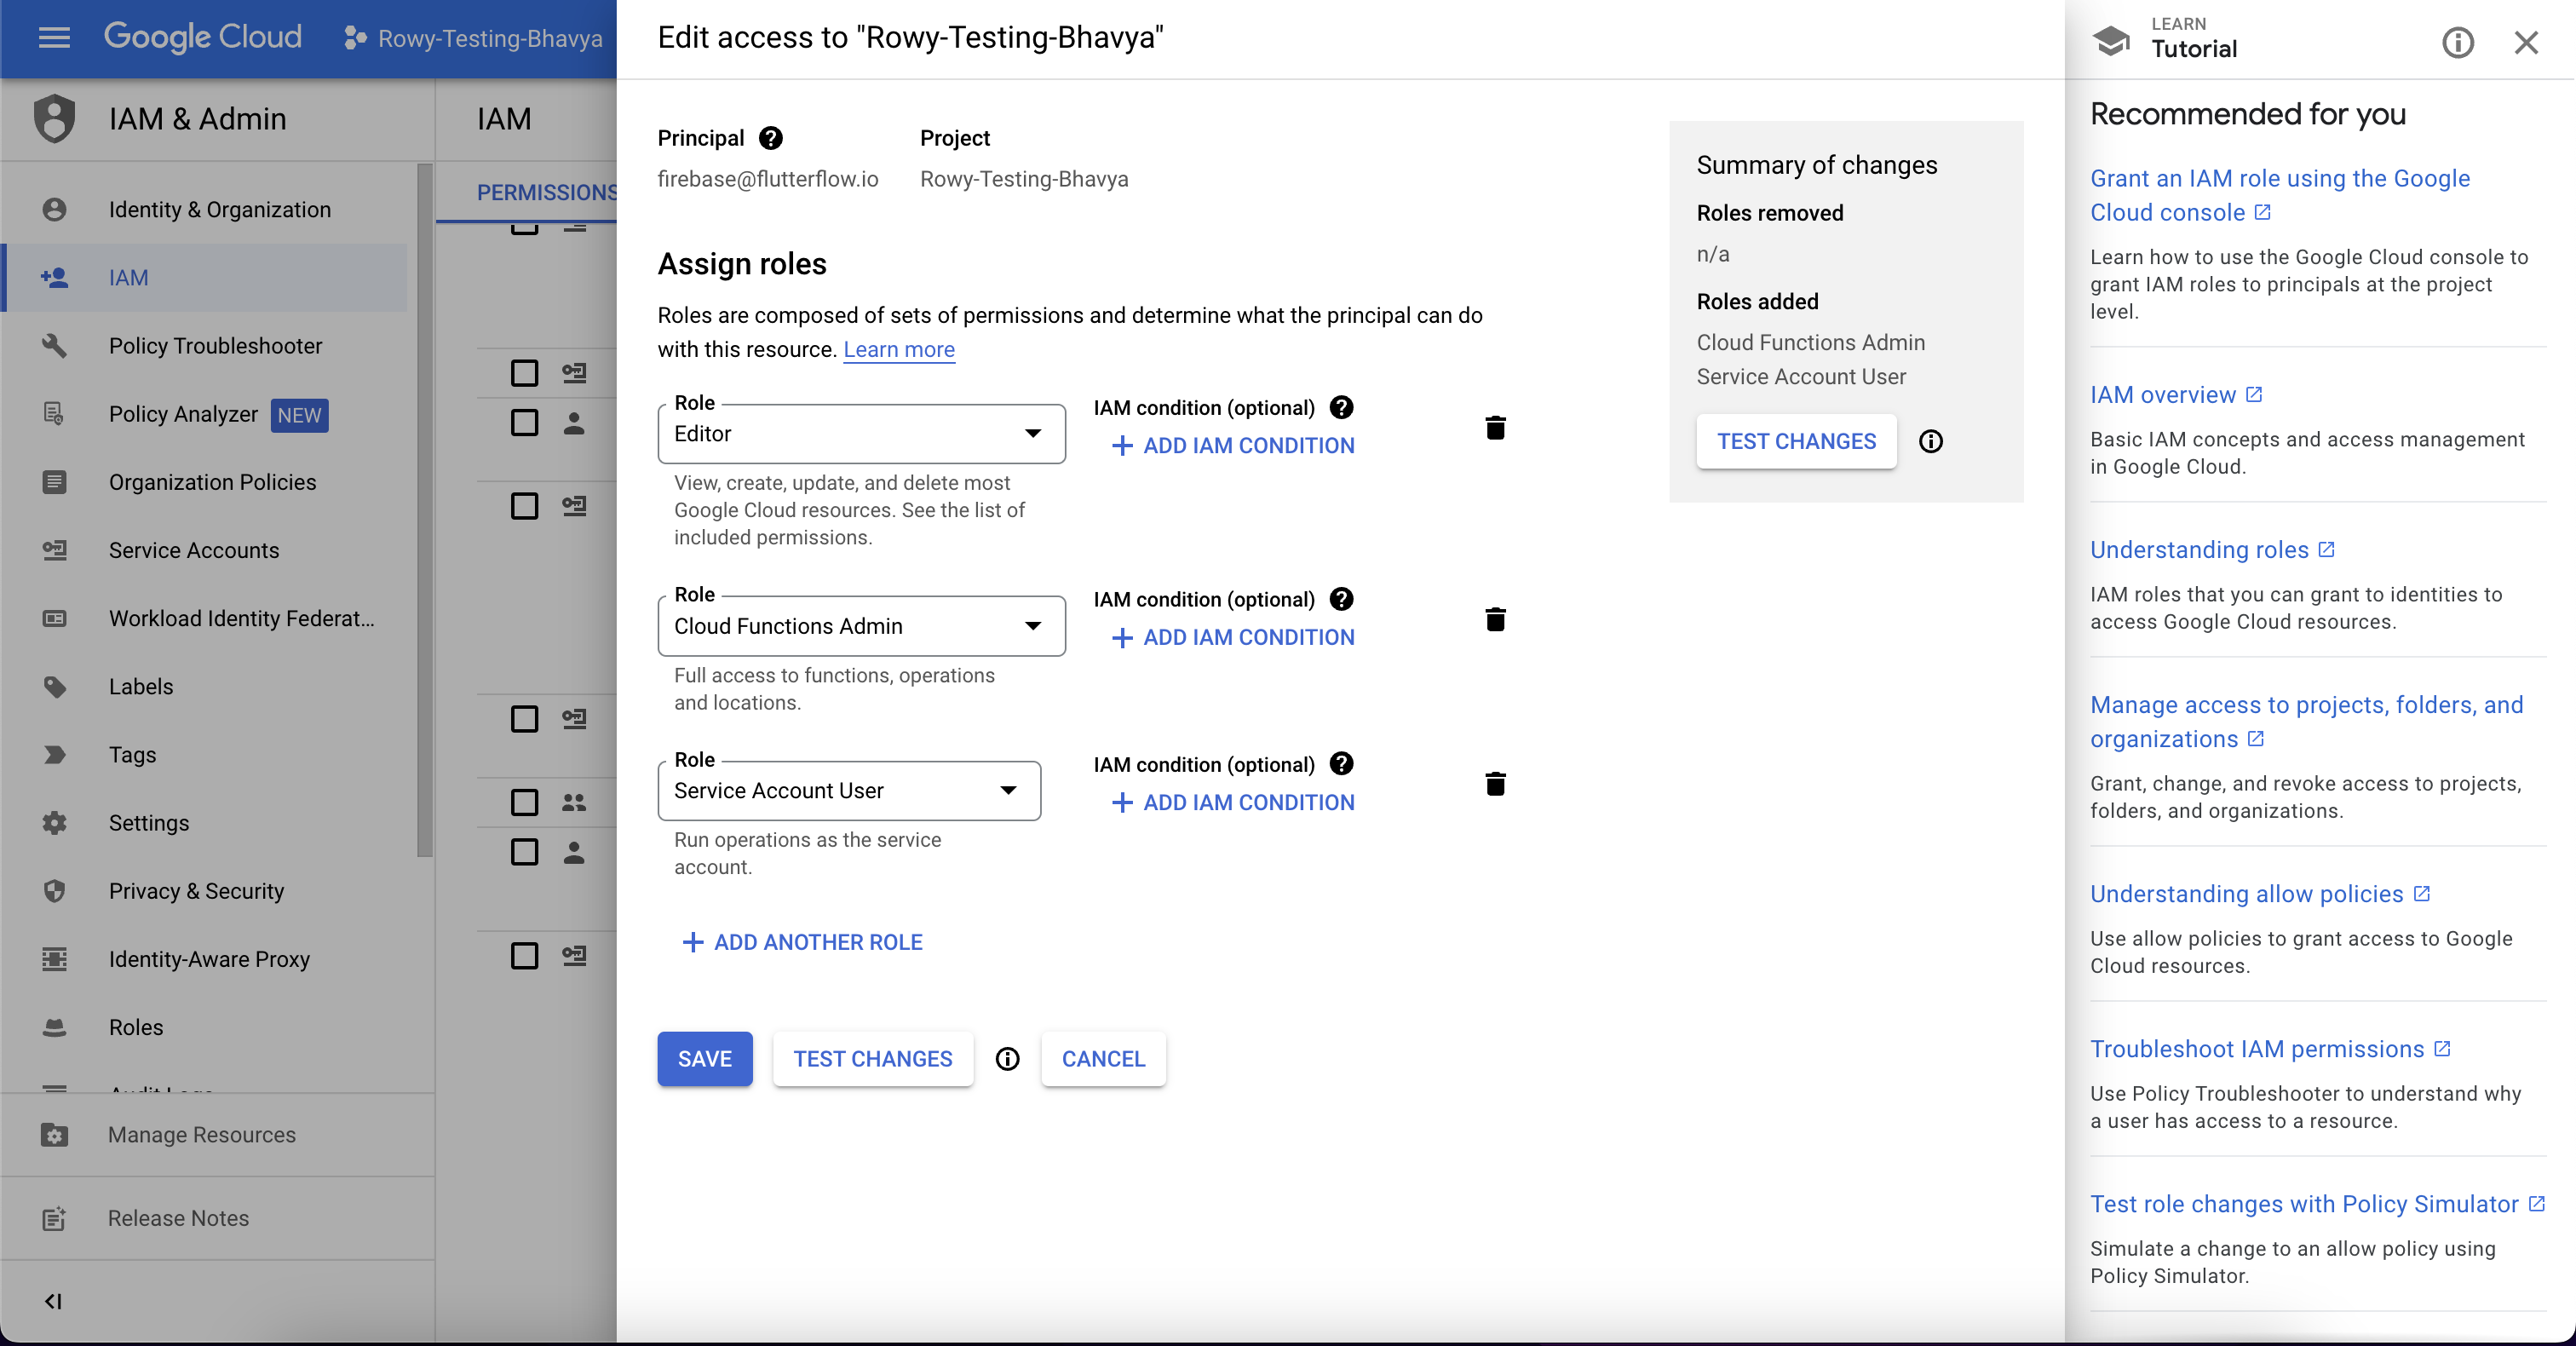 Google Cloud
Rowy-Testing-Bhavya
IAM & Admin
Identity & Organization
IAM
Policy Troubleshooter
Policy Analyzer NEW
Organization Policies
Service Accounts
Workload Identity Federat...
Labels
Tags
Settings
Privacy & Security
Identity-Aware Proxy
Roles
Audit Logs
Manage Resources
Release Notes
IAM
PERMISSIONS
Edit access to "Rowy-Testing-Bhavya"
Principal
Project
firebase@flutterflow.io
Rowy-Testing-Bhavya
Assign roles
Roles are composed of sets of permissions and determine what the principal can do
with this resource. Learn more
Role
Editor
IAM condition (optional)
+ ADD IAM CONDITION
View, create, update, and delete most
Google Cloud resources. See the list of
included permissions.
Role
Cloud Functions Admin
IAM condition (optional)
+ ADD IAM CONDITION
Full access to functions, operations
and locations.
Role
Service Account User
IAM condition (optional)
+ ADD IAM CONDITION
Run operations as the service
account.
+ ADD ANOTHER ROLE
SAVE
TEST CHANGES
CANCEL
Summary of changes
Roles removed
n/a
Roles added
Cloud Functions Admin
Service Account User
TEST CHANGES
LEARN
Tutorial
Recommended for you
Grant an IAM role using the Google
Cloud console
Learn how to use the Google Cloud console to
grant IAM roles to principals at the project
level.
IAM overview
Basic IAM concepts and access management
in Google Cloud.
Understanding roles
IAM roles that you can grant to identities to
access Google Cloud resources.
Manage access to projects, folders, and
organizations
Grant, change, and revoke access to projects,
folders, and organizations.
Understanding allow policies
Use allow policies to grant access to Google
Cloud resources.
Troubleshoot IAM permissions
Use Policy Troubleshooter to understand why
a user has access to a resource.
Test role changes with Policy Simulator
Simulate a change to an allow policy using
Policy Simulator.